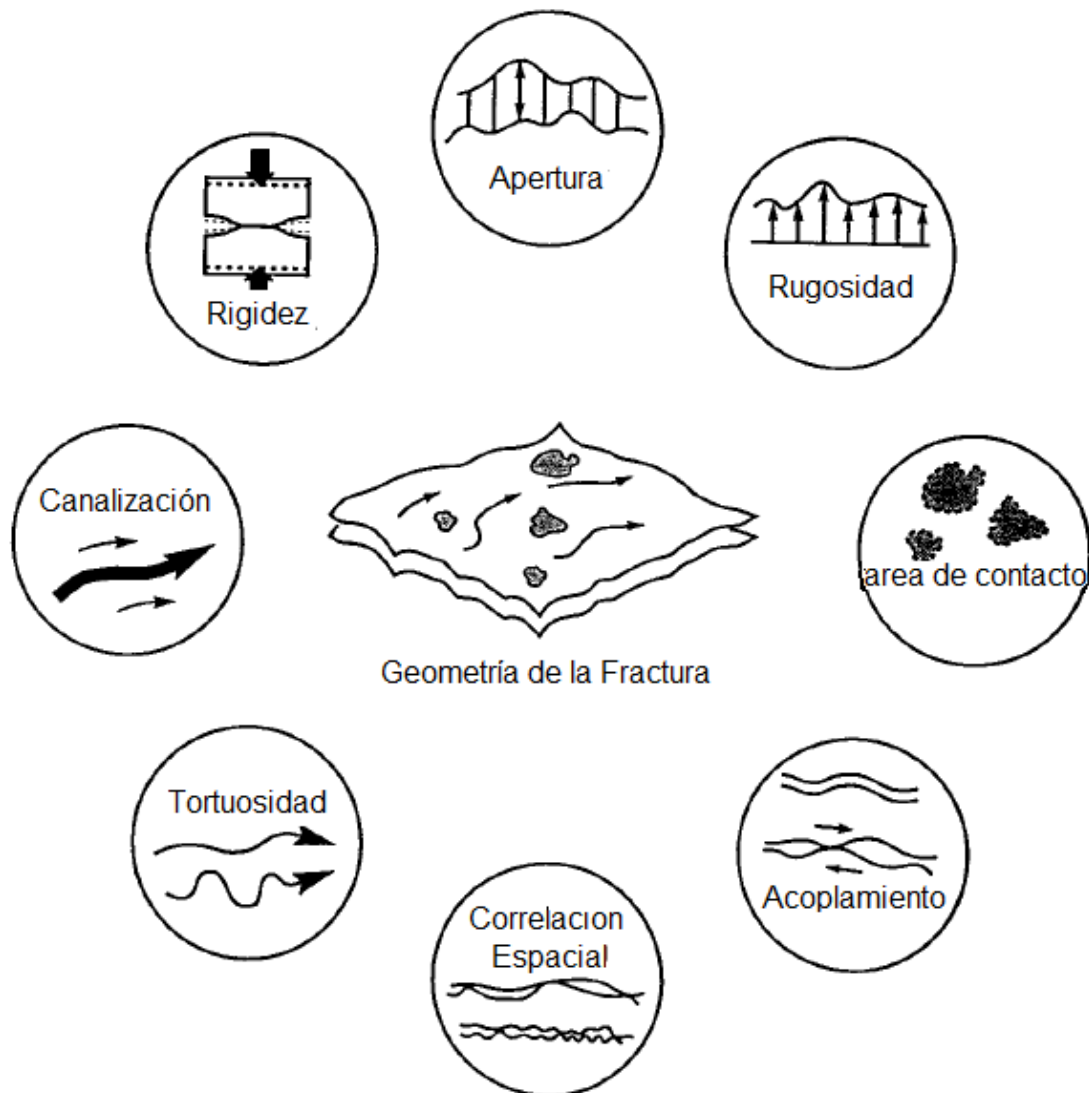 Apertura
Rigidez
Rugosidad
Canalización
area de contacto
Geometría de la Fractura
Tortuosidad
Acoplamiento
Correlacion
Espacial